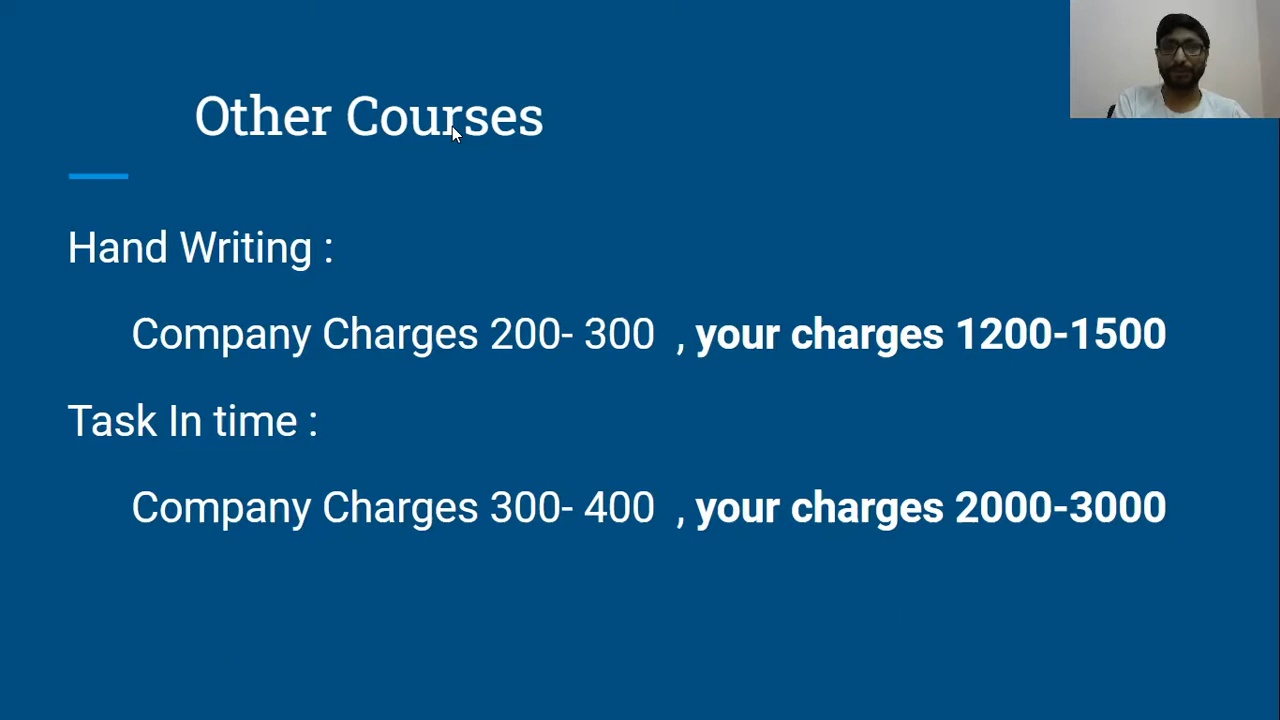 Other Courses
Hand Writing :
Company Charges 200- 300 , your charges 1200-1500
Task In time :
Company Charges 300- 400 , your charges 2000-3000